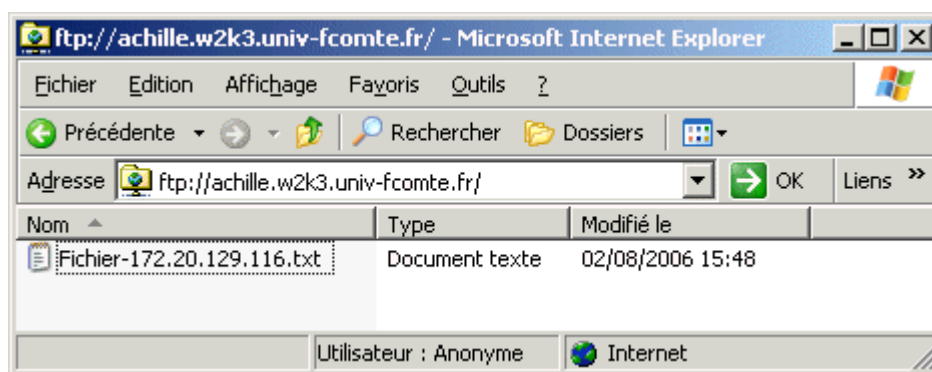 ftp://achille.w2k3.univ-fcomte.fr/ - Microsoft Internet Explorer
Fichier Edition Affichage Favoris Outils ?
Précédente Rechercher Dossiers
Adresse ftp://achille.w2k3.univ-fcomte.fr/ OK Liens »
Nom Type Modifié le
Fichier-172.20.129.116.txt Document texte 02/08/2006 15:48
Utilisateur : Anonyme Internet